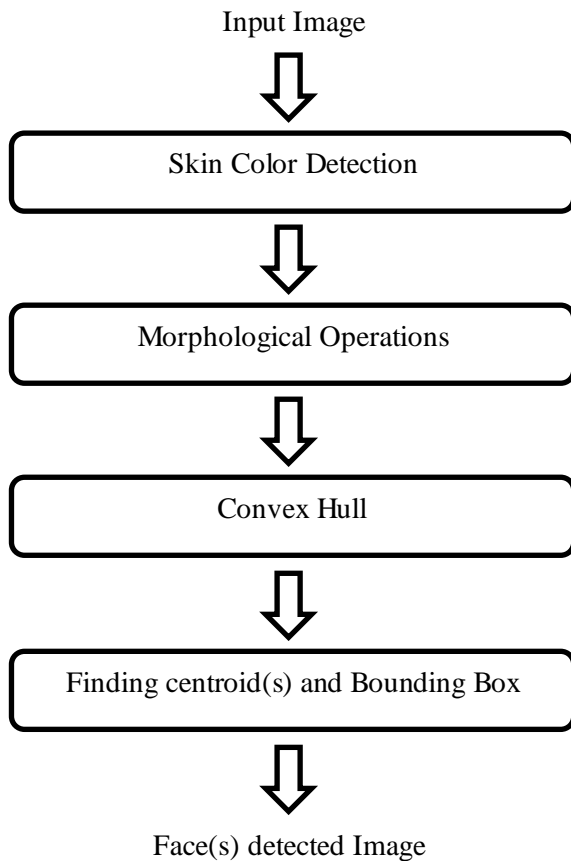 Input Image
Skin Color Detection
Morphological Operations
Convex Hull
Finding centroid(s) and Bounding Box
Face(s) detected Image